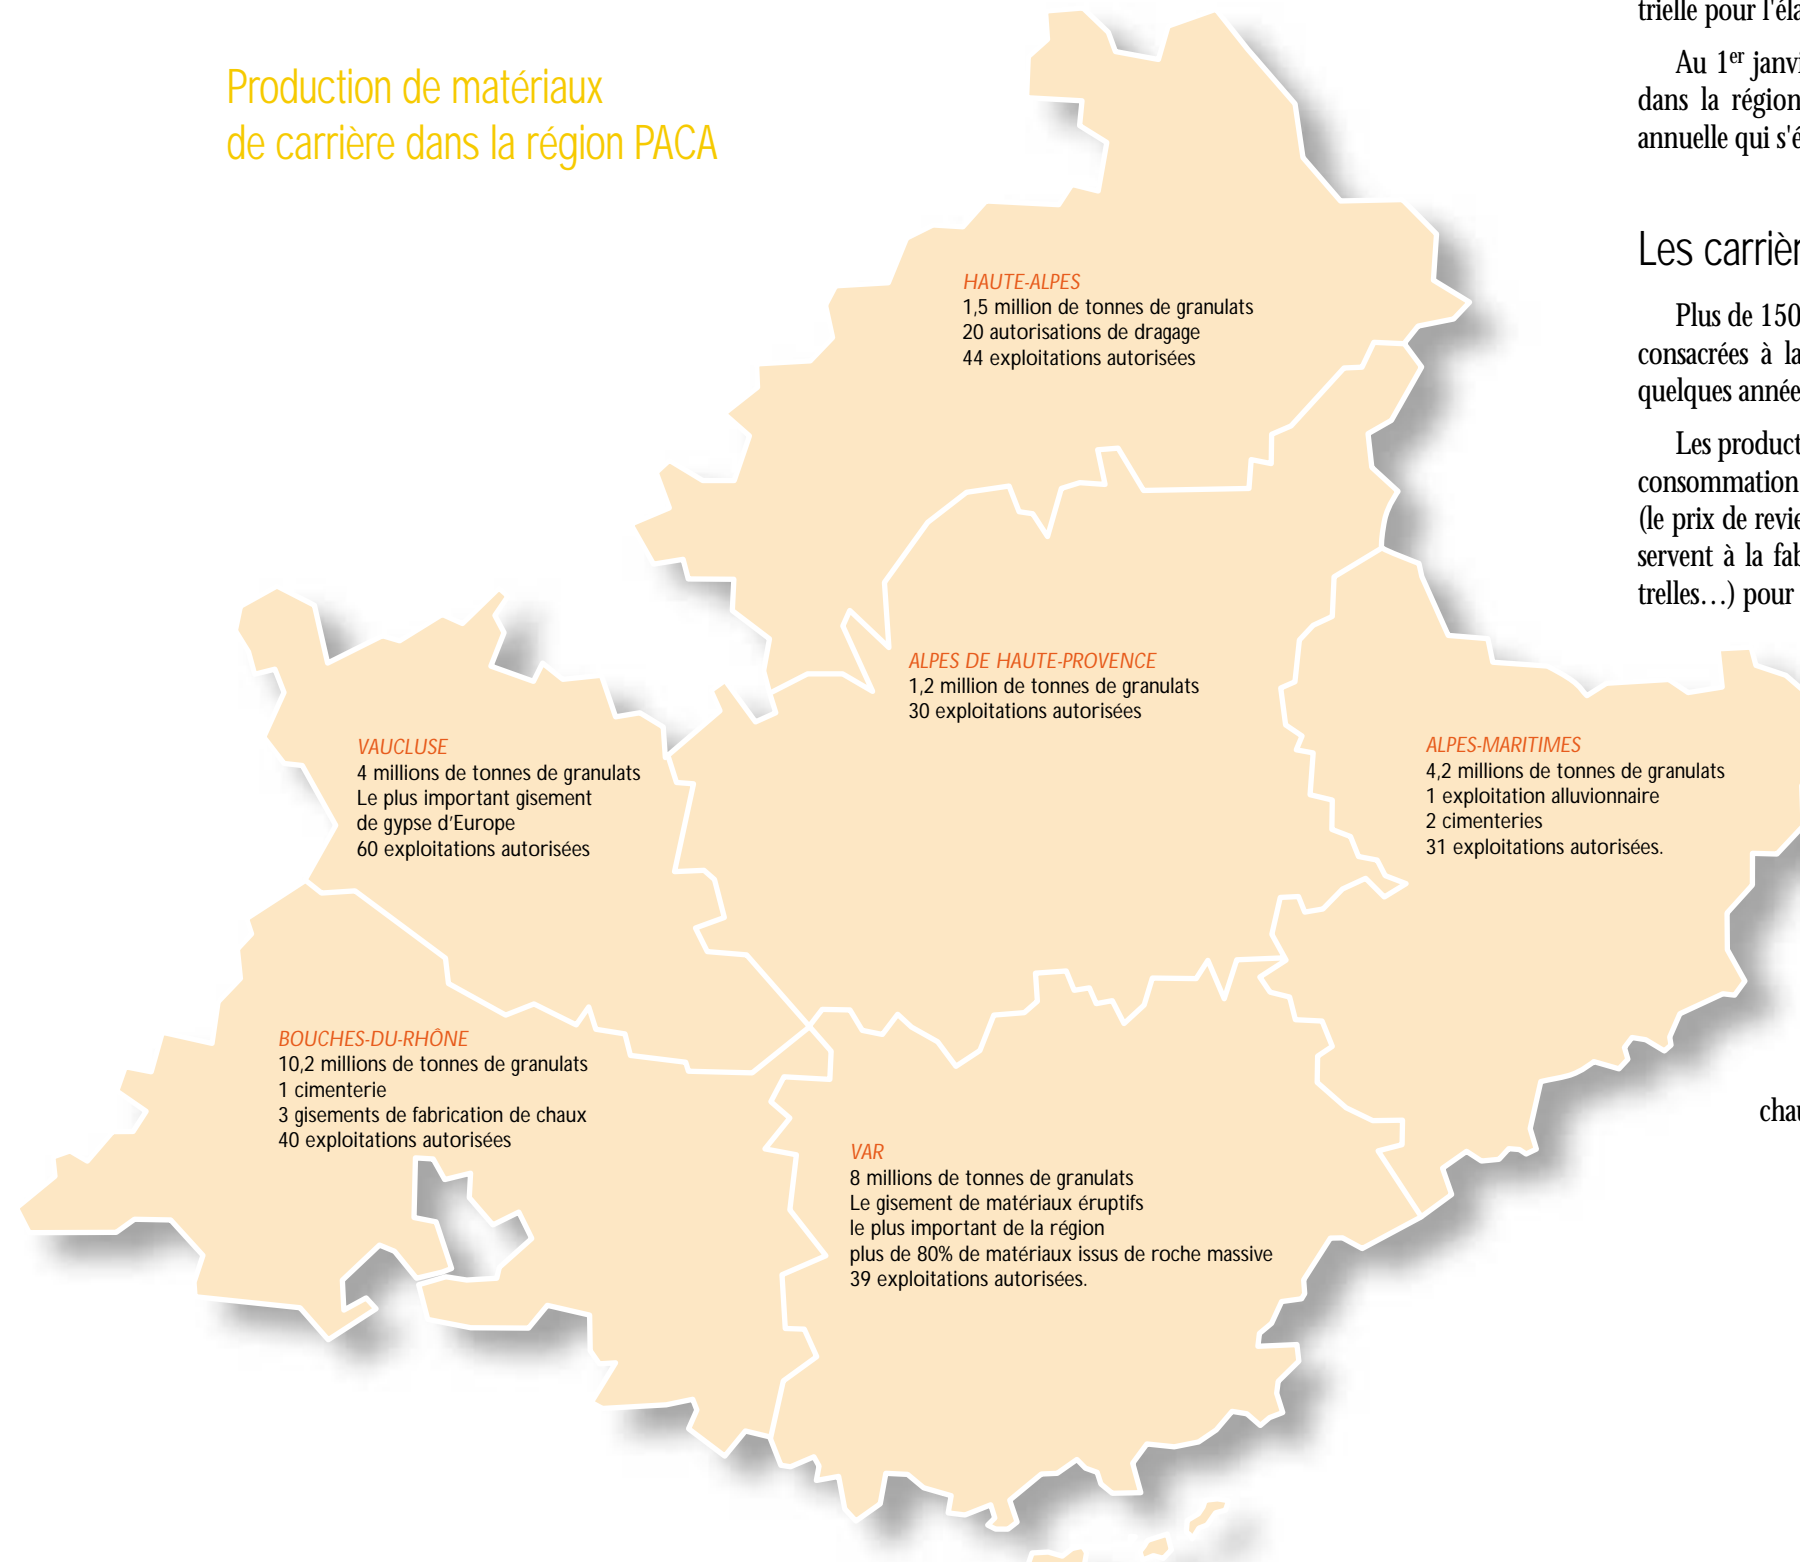 Production de matériaux
de carrière dans la région PACA
HAUTE-ALPES
1,5 million de tonnes de granulats
20 autorisations de dragage
44 exploitations autorisées
ALPES DE HAUTE-PROVENCE
1,2 million de tonnes de granulats
30 exploitations autorisées
VAUCLUSE
4 millions de tonnes de granulats
Le plus important gisement
de gypse d'Europe
60 exploitations autorisées
ALPES-MARITIMES
4,2 millions de tonnes de granulats
1 exploitation alluvionnaire
2 cimenteries
31 exploitations autorisées.
BOUCHES-DU-RHÔNE
10,2 millions de tonnes de granulats
1 cimenterie
3 gisements de fabrication de chaux
40 exploitations autorisées
VAR
8 millions de tonnes de granulats
Le gisement de matériaux éruptifs
le plus important de la région
plus de 80% de matériaux issus de roche massive
39 exploitations autorisées.
trielle pour l'
Au 1er
dans la région
annuelle qui
Les
Plus de 150
consacrées à
quelques
Les
consommation
(le prix de
servent à la
trelles…) pour